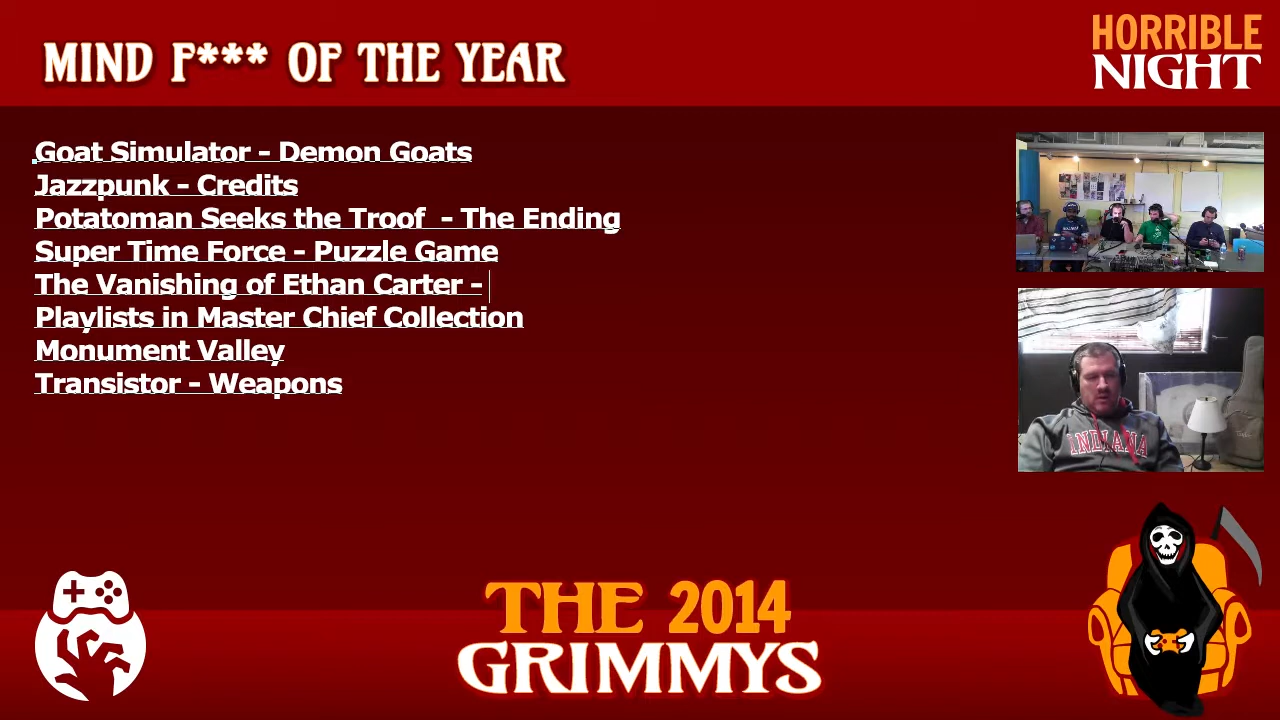 MIND F*** OF THE YEAR
HORRIBLE
NIGHT
Goat Simulator - Demon Goats
Jazzpunk - Credits
Potatoman Seeks the Troof  - The Ending
Super Time Force - Puzzle Game
The Vanishing of Ethan Carter -
Playlists in Master Chief Collection
Monument Valley
Transistor - Weapons
INDIANA
THE 2014
GRIMMYS